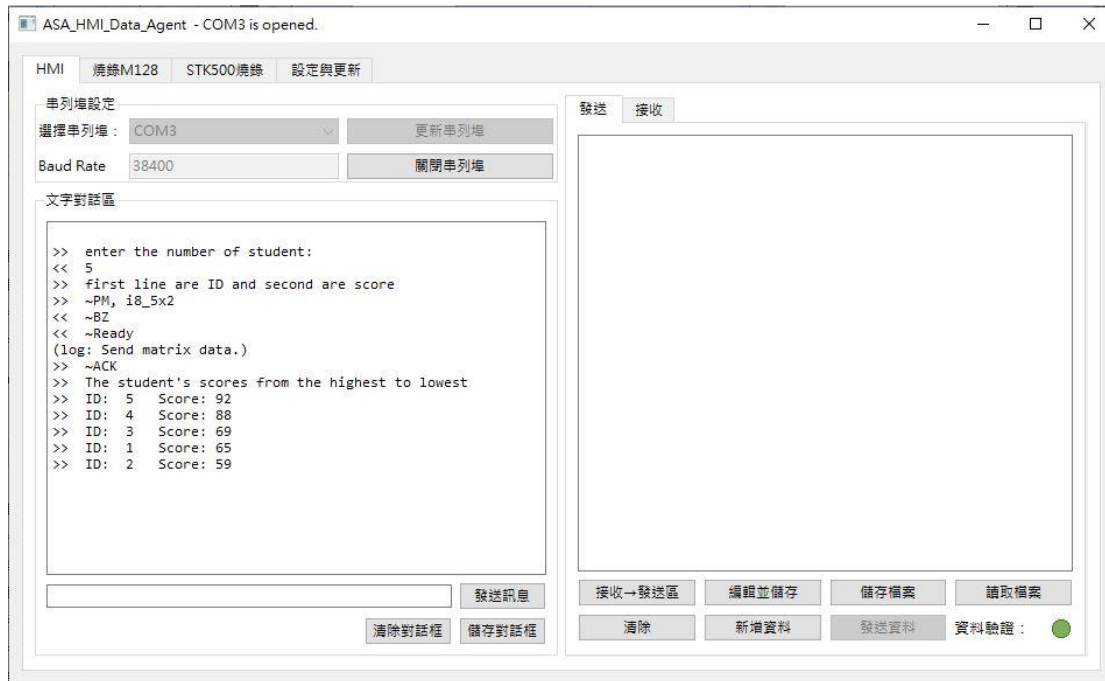 ASA_HMI_Data_Agent - COM3 is opened.
HMI 燒錄M128 STK500燒錄 設定與更新
串列埠設定
選擇串列埠： COM3 更新串列埠
Baud Rate 38400 關閉串列埠
文字對話區
>> enter the number of student:
<< 5
>> first line are ID and second are score
>> ~PM, i8_5x2
<< ~BZ
<< ~Ready
(log: Send matrix data.)
>> ~ACK
>> The student's scores from the highest to lowest
>> ID: 5 Score: 92
>> ID: 4 Score: 88
>> ID: 3 Score: 69
>> ID: 1 Score: 65
>> ID: 2 Score: 59
發送訊息
清除對話框 儲存對話框
發送 接收
接收→發送區 編輯並儲存 儲存檔案 讀取檔案
清除 新增資料 發送資料 資料驗證：